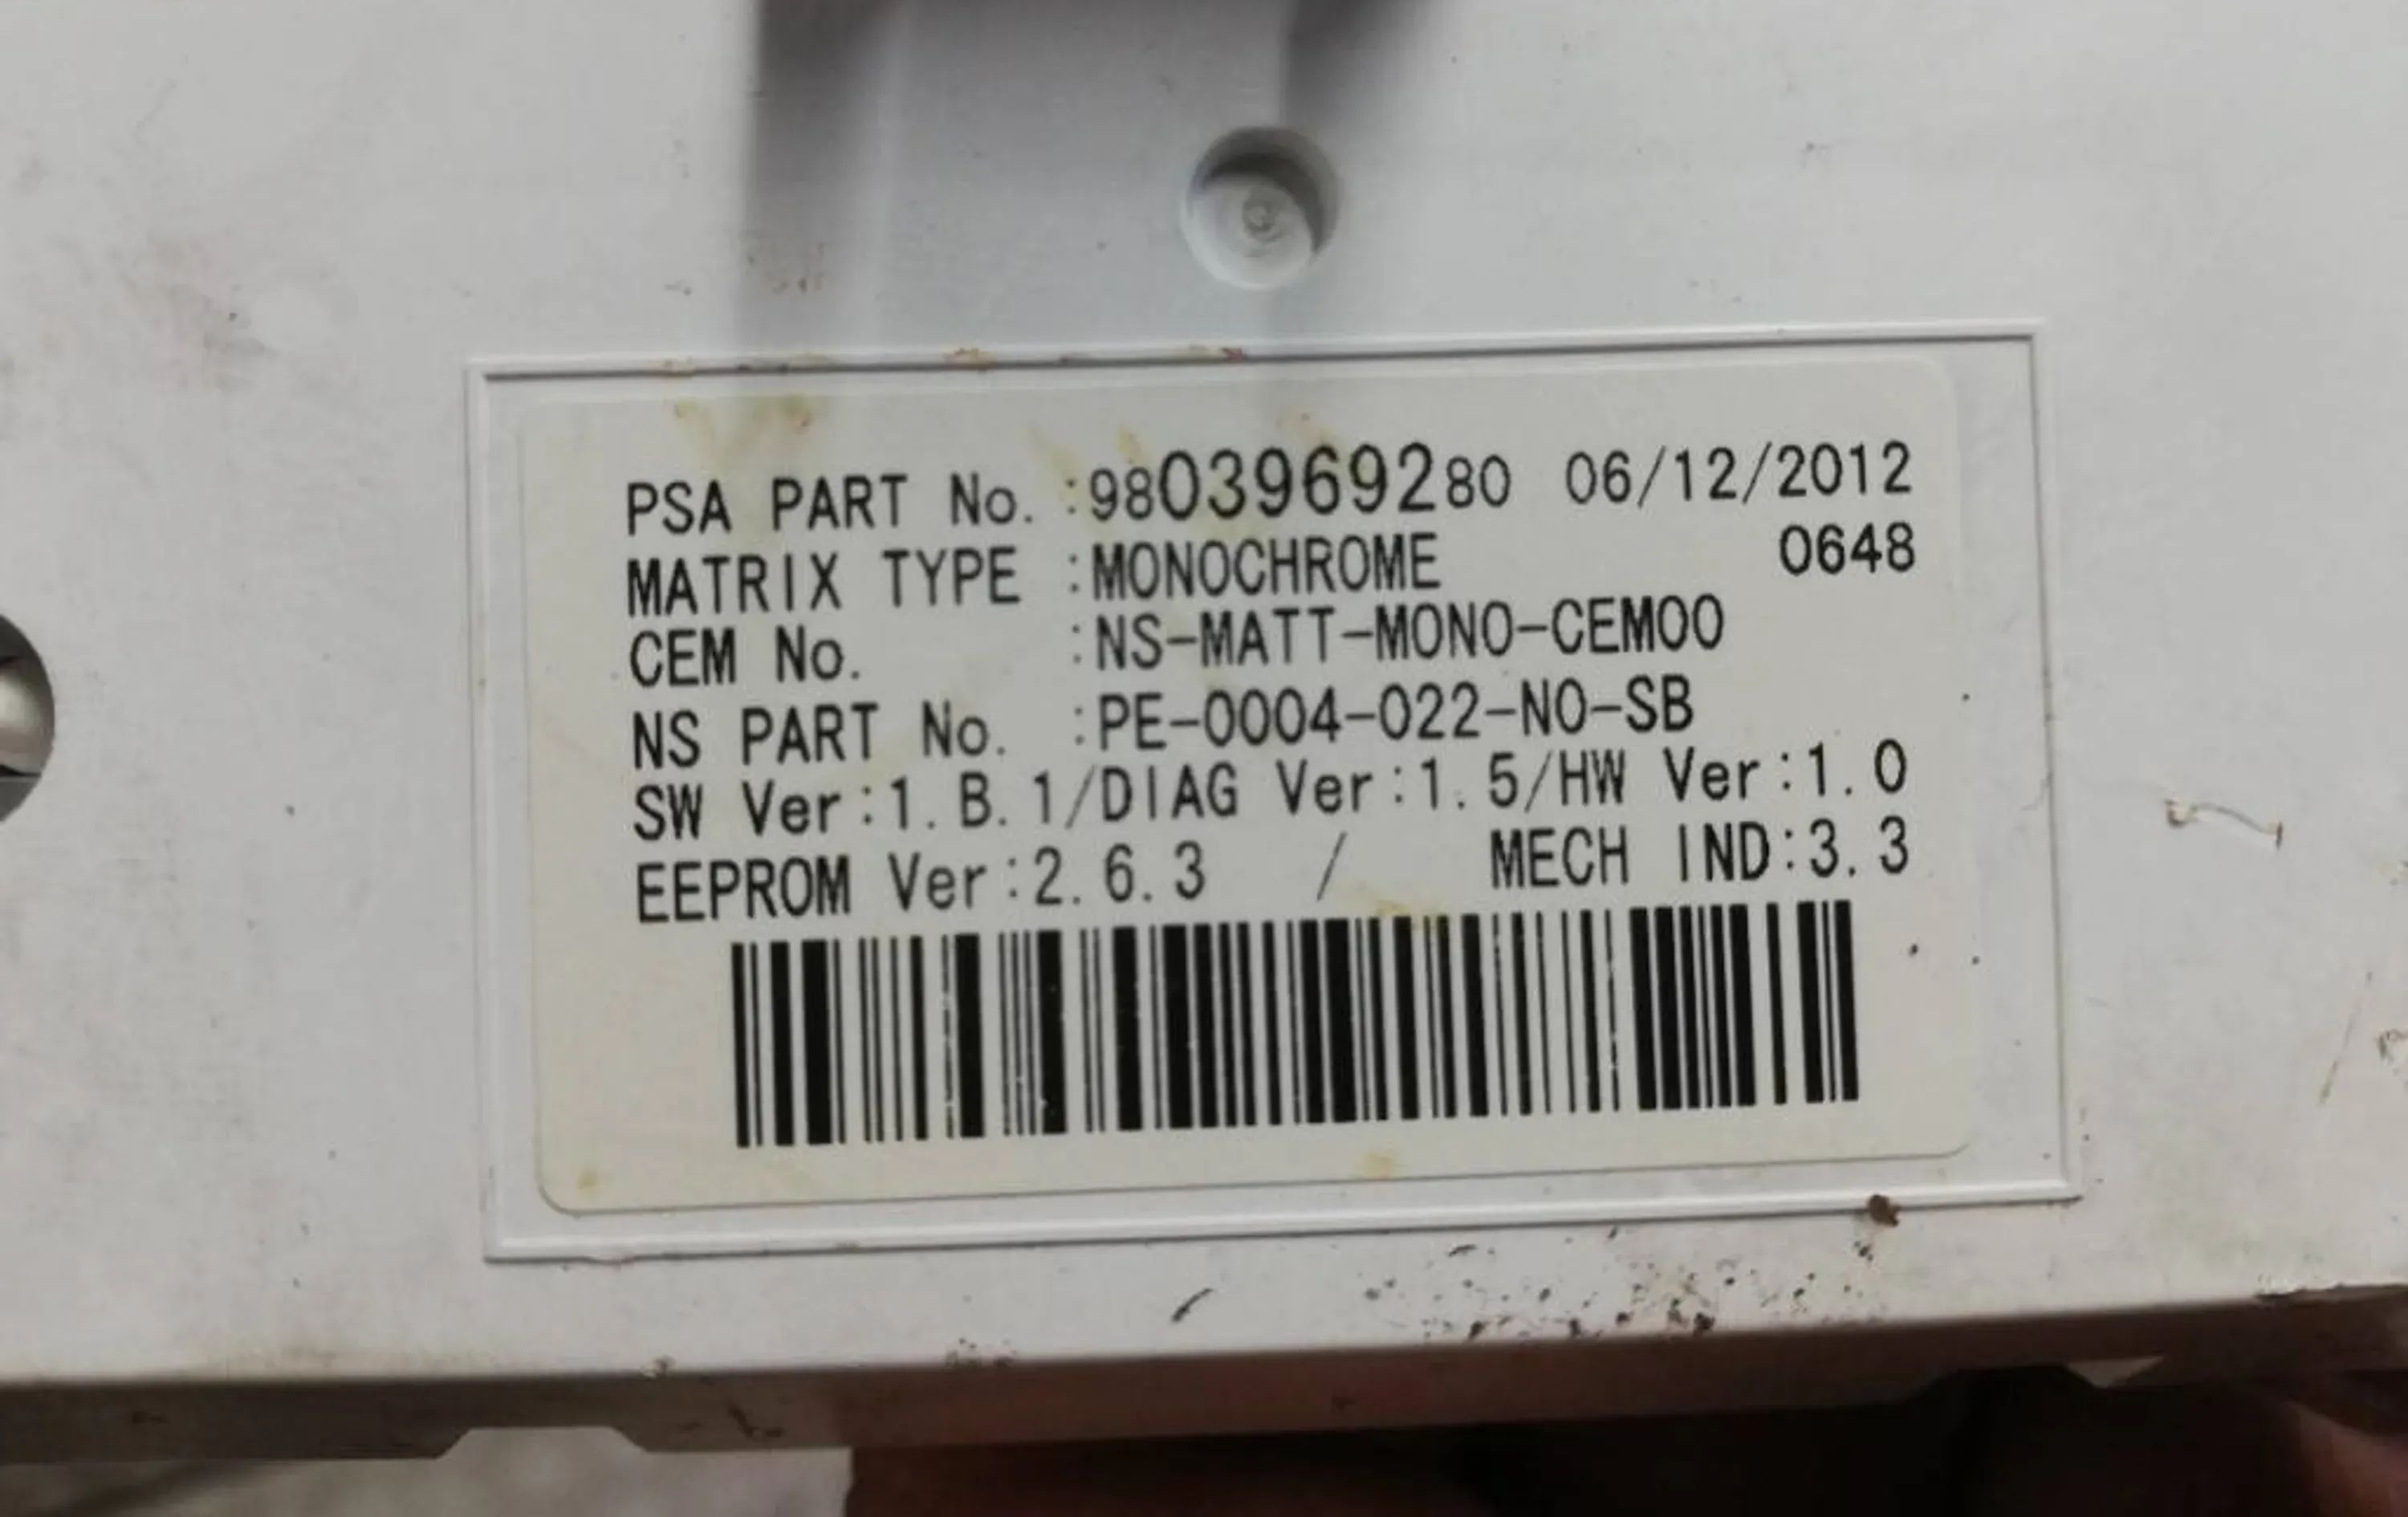 PSA PART No. :9803969280 06/12/2012
MATRIX TYPE :MONOCHROME 0648
CEM No. :NS-MATT-MONO-CEM00
NS PART No. :PE-0004-022-NO-SB
SW Ver:1.B.1/DIAG Ver:1.5/HW Ver:1.0
EEPROM Ver:2.6.3 / MECH IND:3.3